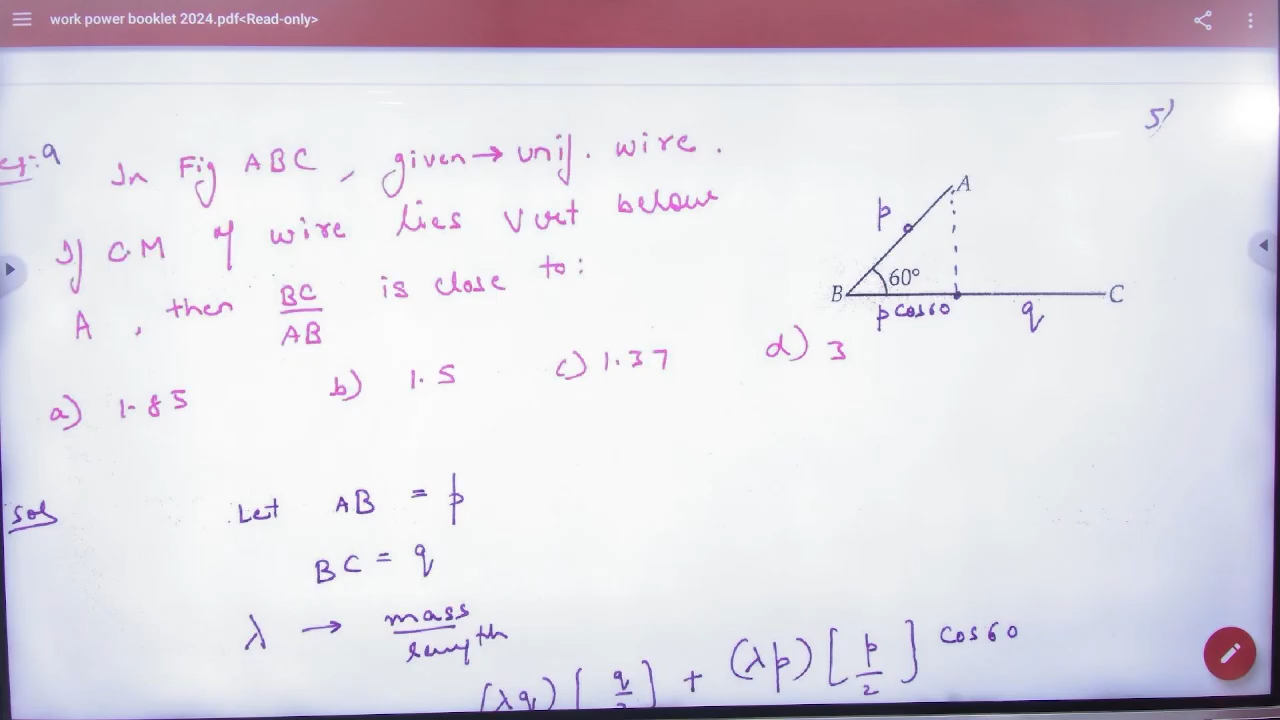 work power booklet 2024.pdf<Read-only>
5)
eg:9 In Fig ABC, given → unif. wire.
If CM of wire lies vert below
A, then BC/AB is close to:
a) 1.85 b) 1.5 c) 1.37 d) 3
A
p
60°
B
C
p cos60
q
Sol Let AB = p
BC = q
λ → mass/length
(λq) [q/2] + (λp) [p/2] cos60